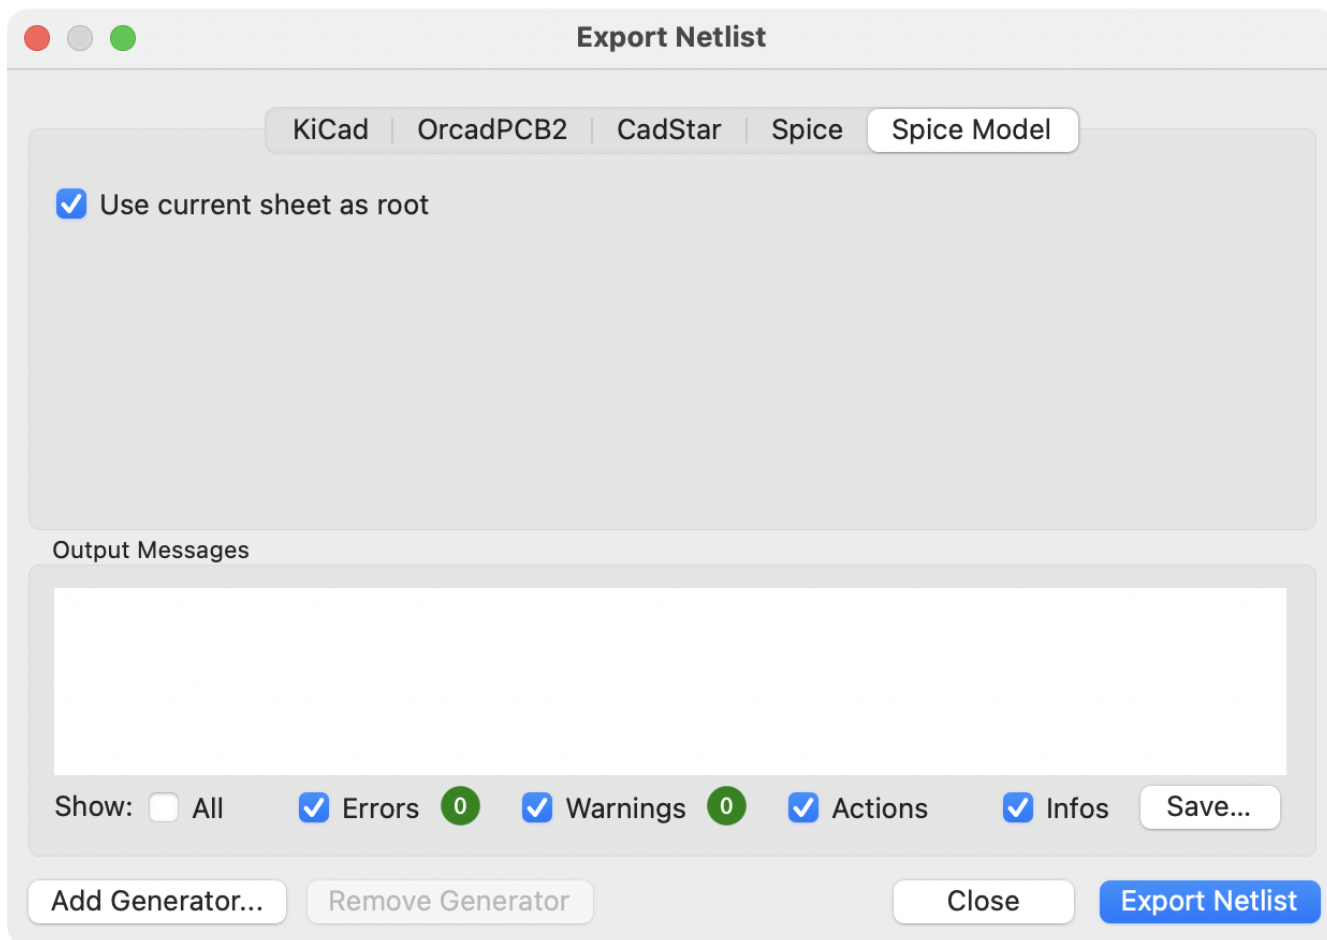 Export Netlist
KiCad OrcadPCB2 CadStar Spice Spice Model
Use current sheet as root
Output Messages
Show: All Errors 0 Warnings 0 Actions Infos Save...
Add Generator... Remove Generator Close Export Netlist